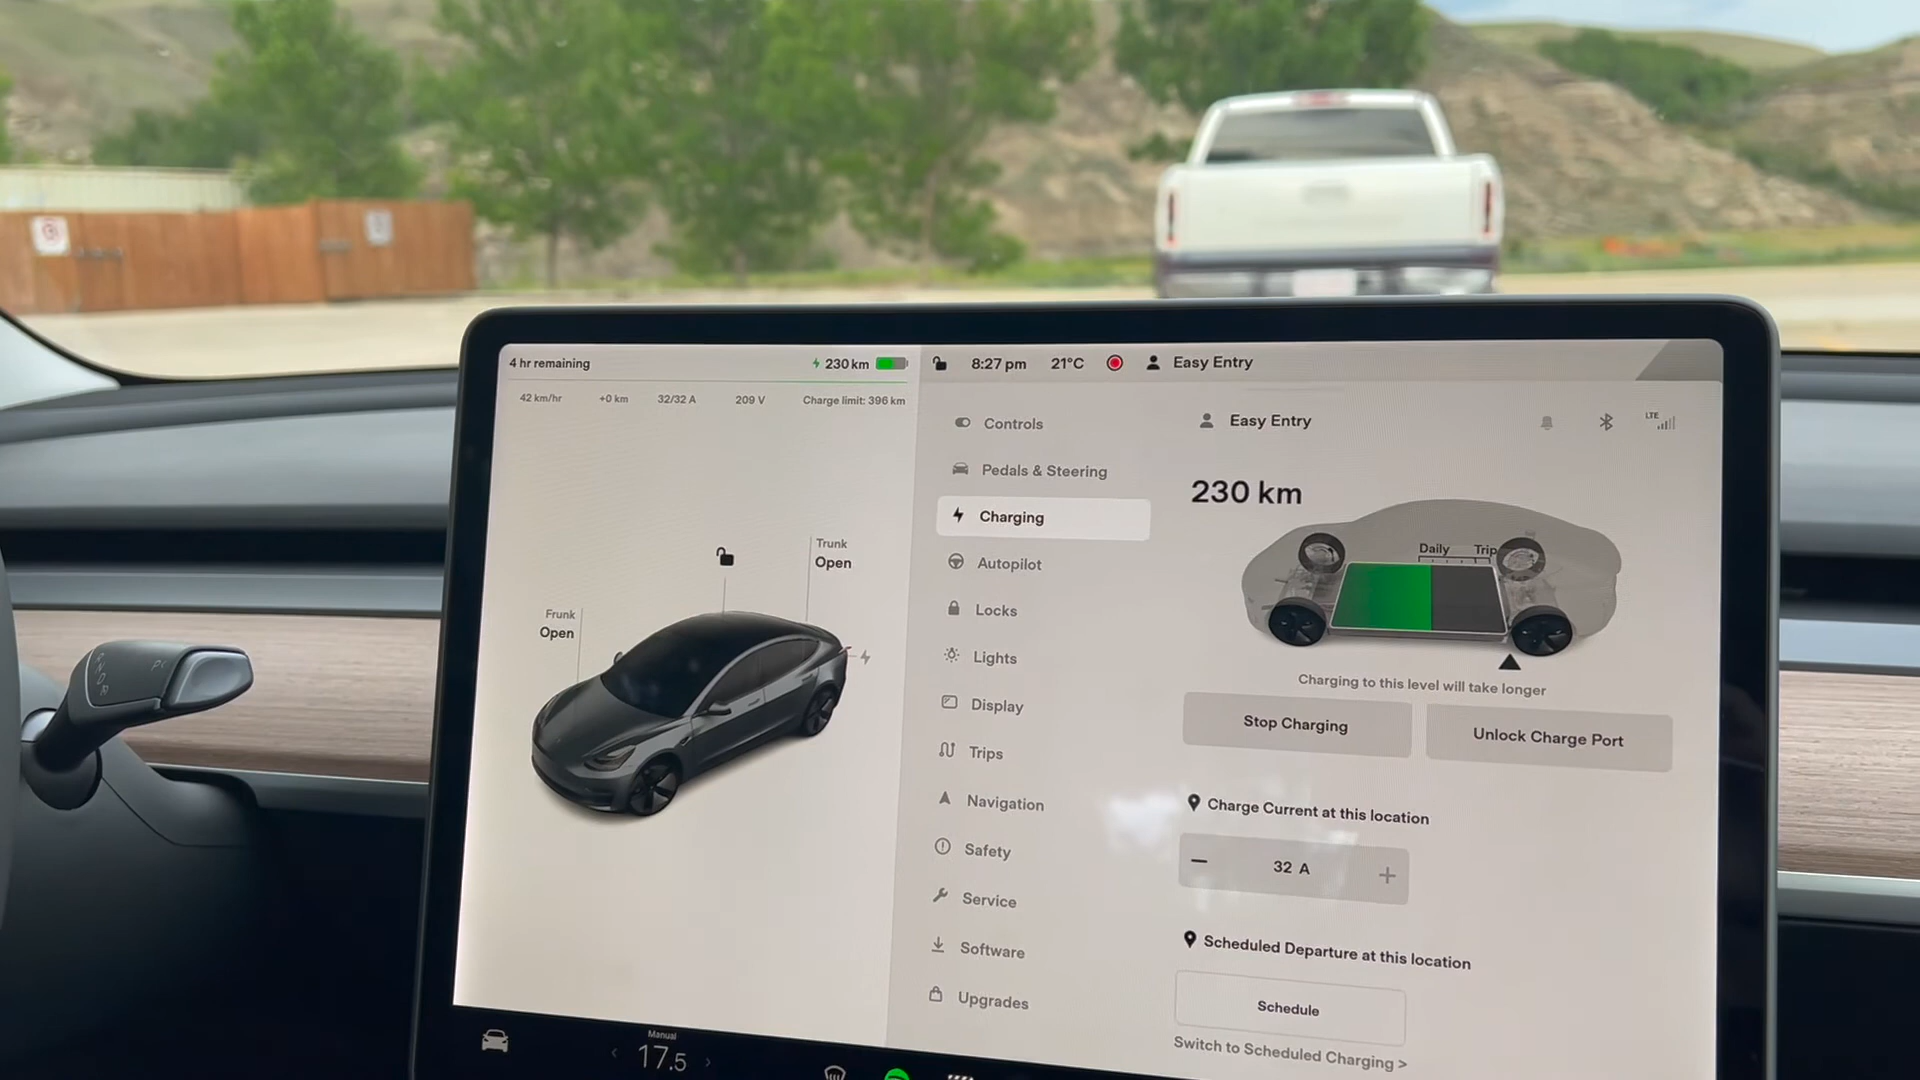 4 hr remaining
230 km
8:27 pm
21°C
Easy Entry
42 km/hr
+0 km
32/32 A
209 V
Charge limit: 396 km
Trunk
Open
Frunk
Open
Controls
Pedals & Steering
Charging
Autopilot
Locks
Lights
Display
Trips
Navigation
Safety
Service
Software
Upgrades
Easy Entry
LTE
230 km
Daily
Trip
Charging to this level will take longer
Stop Charging
Unlock Charge Port
Charge Current at this location
32 A
Scheduled Departure at this location
Schedule
Switch to Scheduled Charging >
Manual
17.5
R
N
D
P